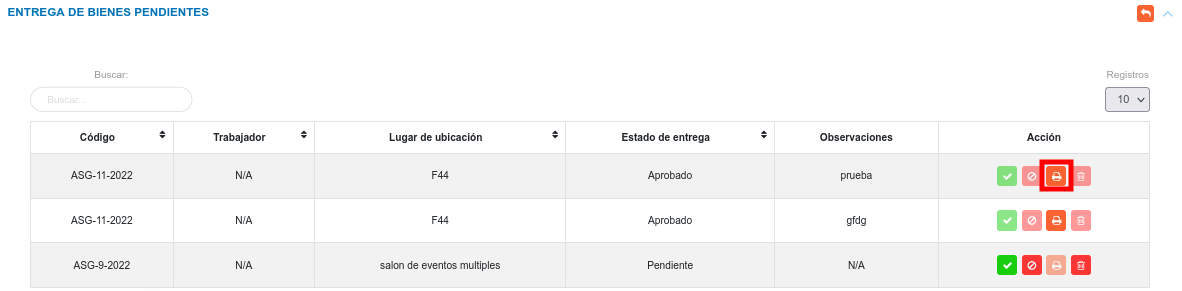 ENTREGA DE BIENES PENDIENTES
Buscar:
Registros
Buscar...
10
Código Trabajador Lugar de ubicación Estado de entrega Observaciones Acción
ASG-11-2022 N/A F44 Aprobado prueba
ASG-11-2022 N/A F44 Aprobado gfdg
ASG-9-2022 N/A salon de eventos multiples Pendiente N/A